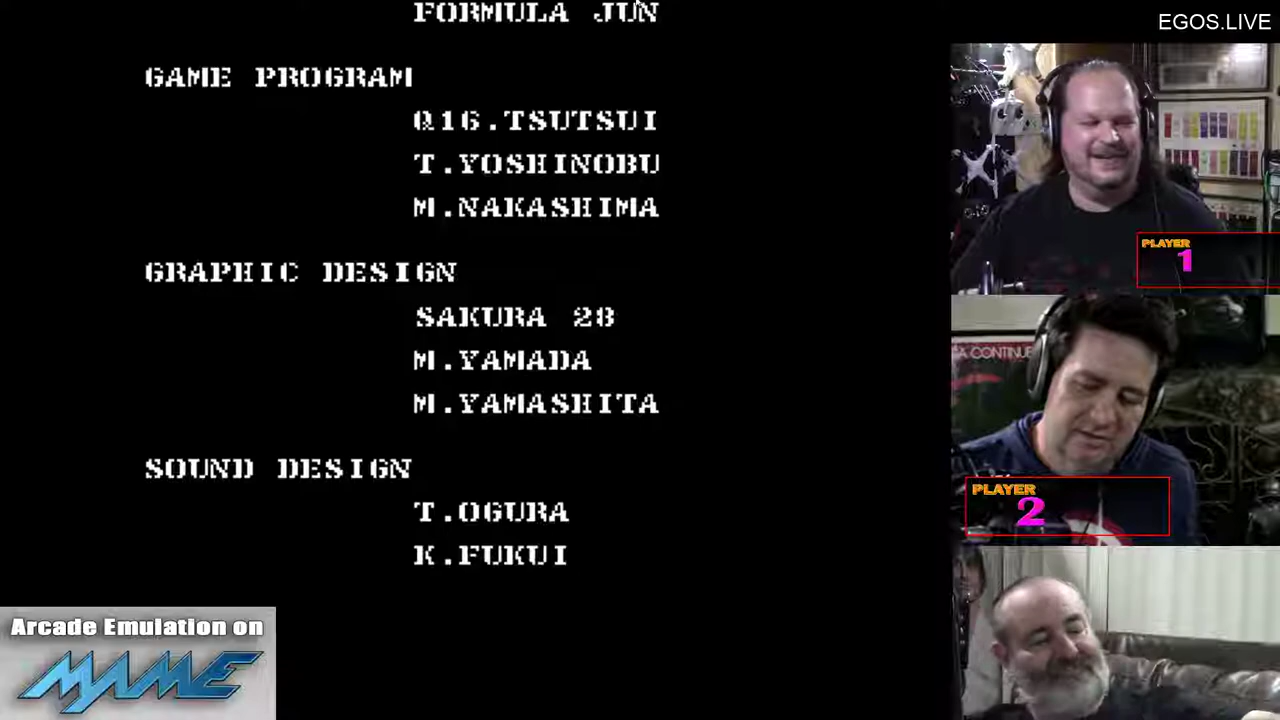 FORMULA JUN
GAME PROGRAM
Q16.TSUTSUI
T.YOSHINOBU
M.NAKASHIMA
GRAPHIC DESIGN
SAKURA 28
M.YAMADA
M.YAMASHITA
SOUND DESIGN
T.OGURA
K.FUKUI
Arcade Emulation on
MAME
EGOS.LIVE
PLAYER
1
A CONTINUE
PLAYER
2